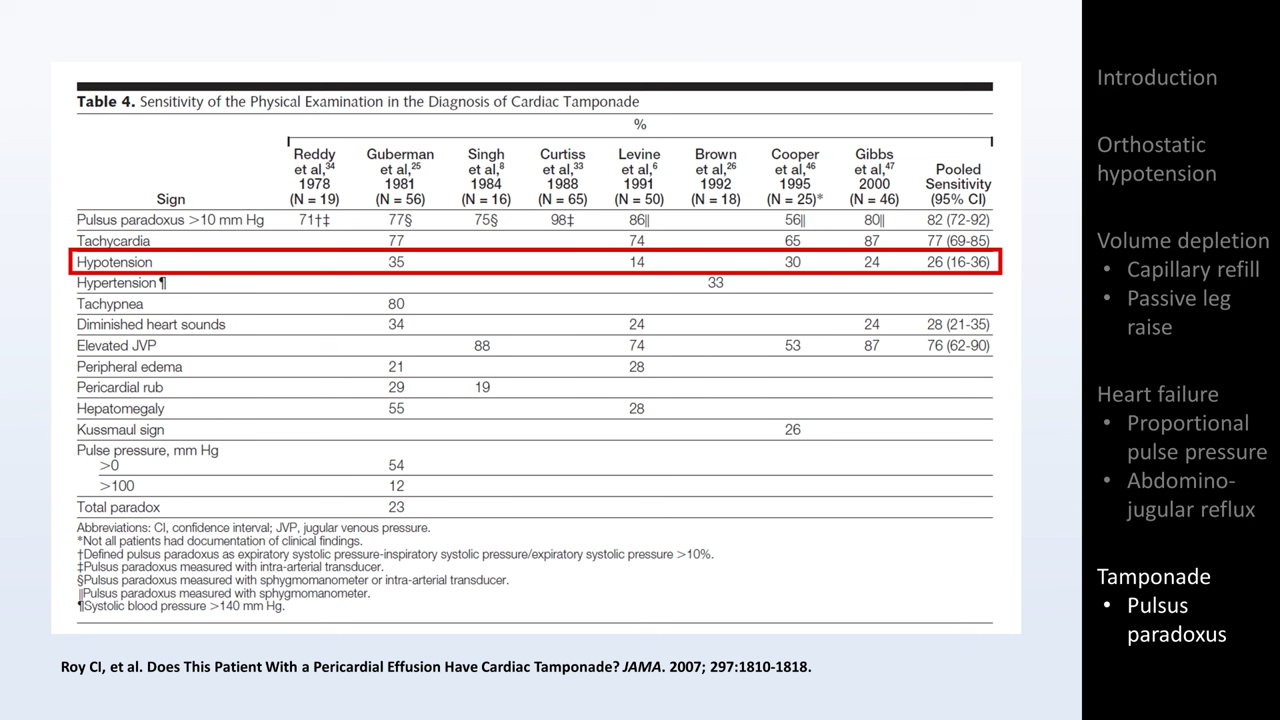 Table 4. Sensitivity of the Physical Examination in the Diagnosis of Cardiac Tamponade
%
Sign
Reddy et al,34 1978 (N = 19)
Guberman et al,25 1981 (N = 56)
Singh et al,8 1984 (N = 16)
Curtiss et al,33 1988 (N = 65)
Levine et al,6 1991 (N = 50)
Brown et al,26 1992 (N = 18)
Cooper et al,46 1995 (N = 25)*
Gibbs et al,47 2000 (N = 46)
Pooled Sensitivity (95% CI)
Pulsus paradoxus >10 mm Hg 71†‡ 77§ 75§ 98‡ 86|| 56|| 80|| 82 (72-92)
Tachycardia 77 74 65 87 77 (69-85)
Hypotension 35 14 30 24 26 (16-36)
Hypertension ¶ 33
Tachypnea 80
Diminished heart sounds 34 24 24 28 (21-35)
Elevated JVP 88 74 53 87 76 (62-90)
Peripheral edema 21 28
Pericardial rub 29 19
Hepatomegaly 55 28
Kussmaul sign 26
Pulse pressure, mm Hg
>0 54
>100 12
Total paradox 23
Abbreviations: CI, confidence interval; JVP, jugular venous pressure.
*Not all patients had documentation of clinical findings.
†Defined pulsus paradoxus as expiratory systolic pressure-inspiratory systolic pressure/expiratory systolic pressure >10%.
‡Pulsus paradoxus measured with intra-arterial transducer.
§Pulsus paradoxus measured with sphygmomanometer or intra-arterial transducer.
||Pulsus paradoxus measured with sphygmomanometer.
¶Systolic blood pressure >140 mm Hg.
Roy CI, et al. Does This Patient With a Pericardial Effusion Have Cardiac Tamponade? JAMA. 2007; 297:1810-1818.
Introduction
Orthostatic
hypotension
Volume depletion
• Capillary refill
• Passive leg
raise
Heart failure
• Proportional
pulse pressure
• Abdomino-
jugular reflux
Tamponade
• Pulsus
paradoxus